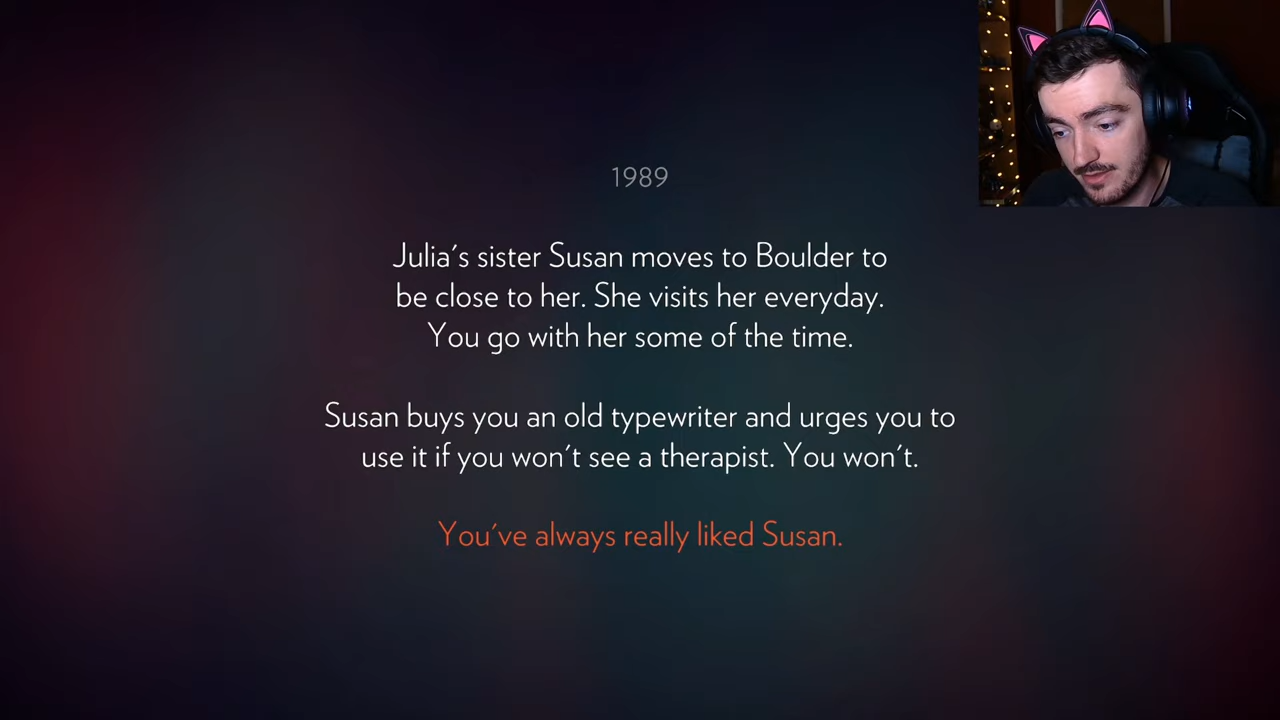 1989
Julia's sister Susan moves to Boulder to
be close to her. She visits her everyday.
You go with her some of the time.
Susan buys you an old typewriter and urges you to
use it if you won't see a therapist. You won't.
You've always really liked Susan.